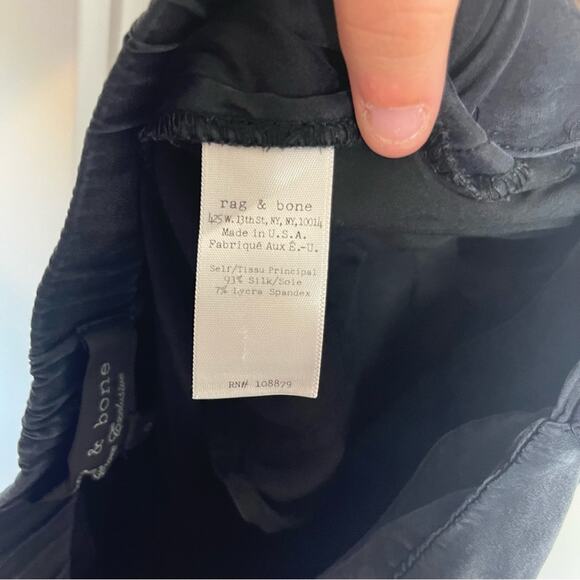 rag & bone
425 W. 13th St, NY, NY, 10014
Made in U.S.A.
Fabriqué Aux É.-U.
Self/Tissu Principal
93% Silk/Soie
7% Lycra Spandex
RN# 108879
& bone
Exclusive